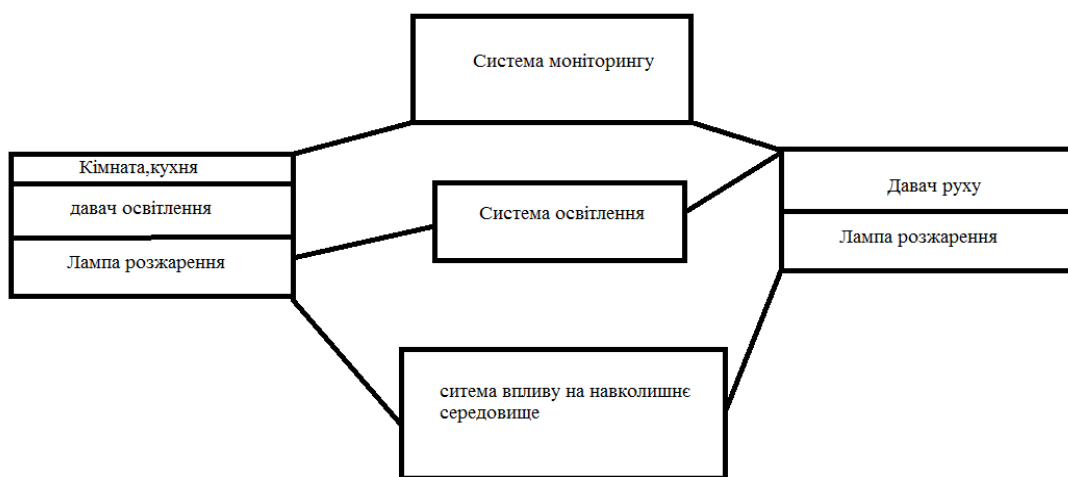 Система моніторингу
Кімната,кухня
давач освітлення
Лампа розжарення
Система освітлення
Давач руху
Лампа розжарення
ситема впливу на навколишнє
середовище